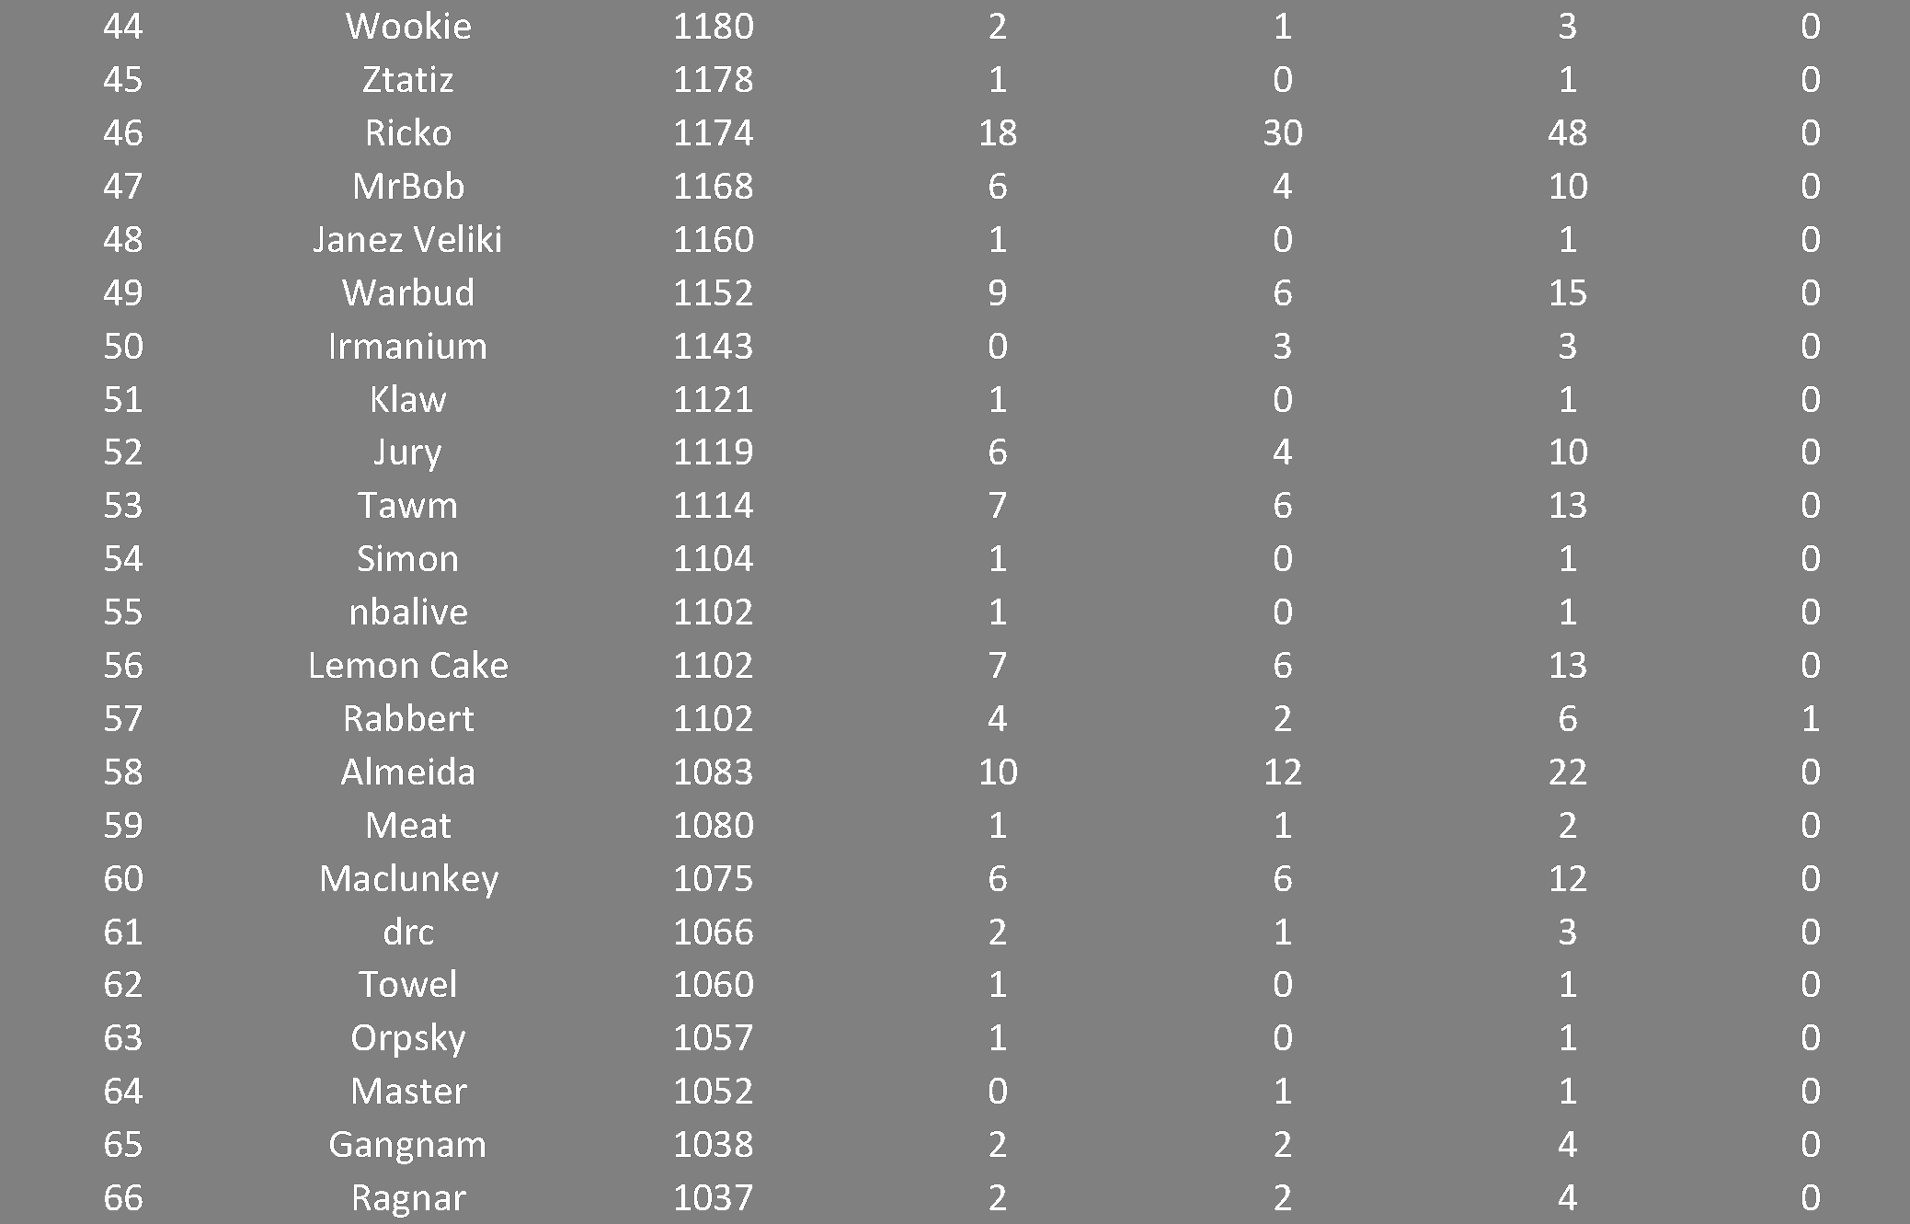 44 Wookie 1180 2 1 3 0
45 Ztatiz 1178 1 0 1 0
46 Ricko 1174 18 30 48 0
47 MrBob 1168 6 4 10 0
48 Janez Veliki 1160 1 0 1 0
49 Warbud 1152 9 6 15 0
50 Irmanium 1143 0 3 3 0
51 Klaw 1121 1 0 1 0
52 Jury 1119 6 4 10 0
53 Tawm 1114 7 6 13 0
54 Simon 1104 1 0 1 0
55 nbalive 1102 1 0 1 0
56 Lemon Cake 1102 7 6 13 0
57 Rabbert 1102 4 2 6 1
58 Almeida 1083 10 12 22 0
59 Meat 1080 1 1 2 0
60 Maclunkey 1075 6 6 12 0
61 drc 1066 2 1 3 0
62 Towel 1060 1 0 1 0
63 Orpsky 1057 1 0 1 0
64 Master 1052 0 1 1 0
65 Gangnam 1038 2 2 4 0
66 Ragnar 1037 2 2 4 0